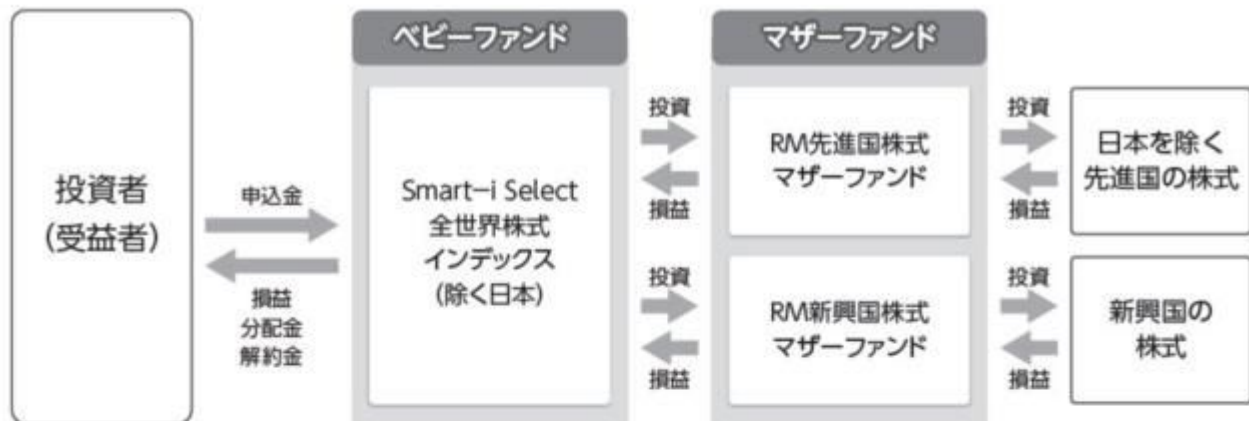 ベビーファンド
マザーファンド
投資者
(受益者)
申込金
損益
分配金
解約金
Smart-i Select
全世界株式
インデックス
(除く日本)
投資
損益
投資
損益
RM先進国株式
マザーファンド
RM新興国株式
マザーファンド
投資
損益
投資
損益
日本を除く
先進国の株式
新興国の
株式